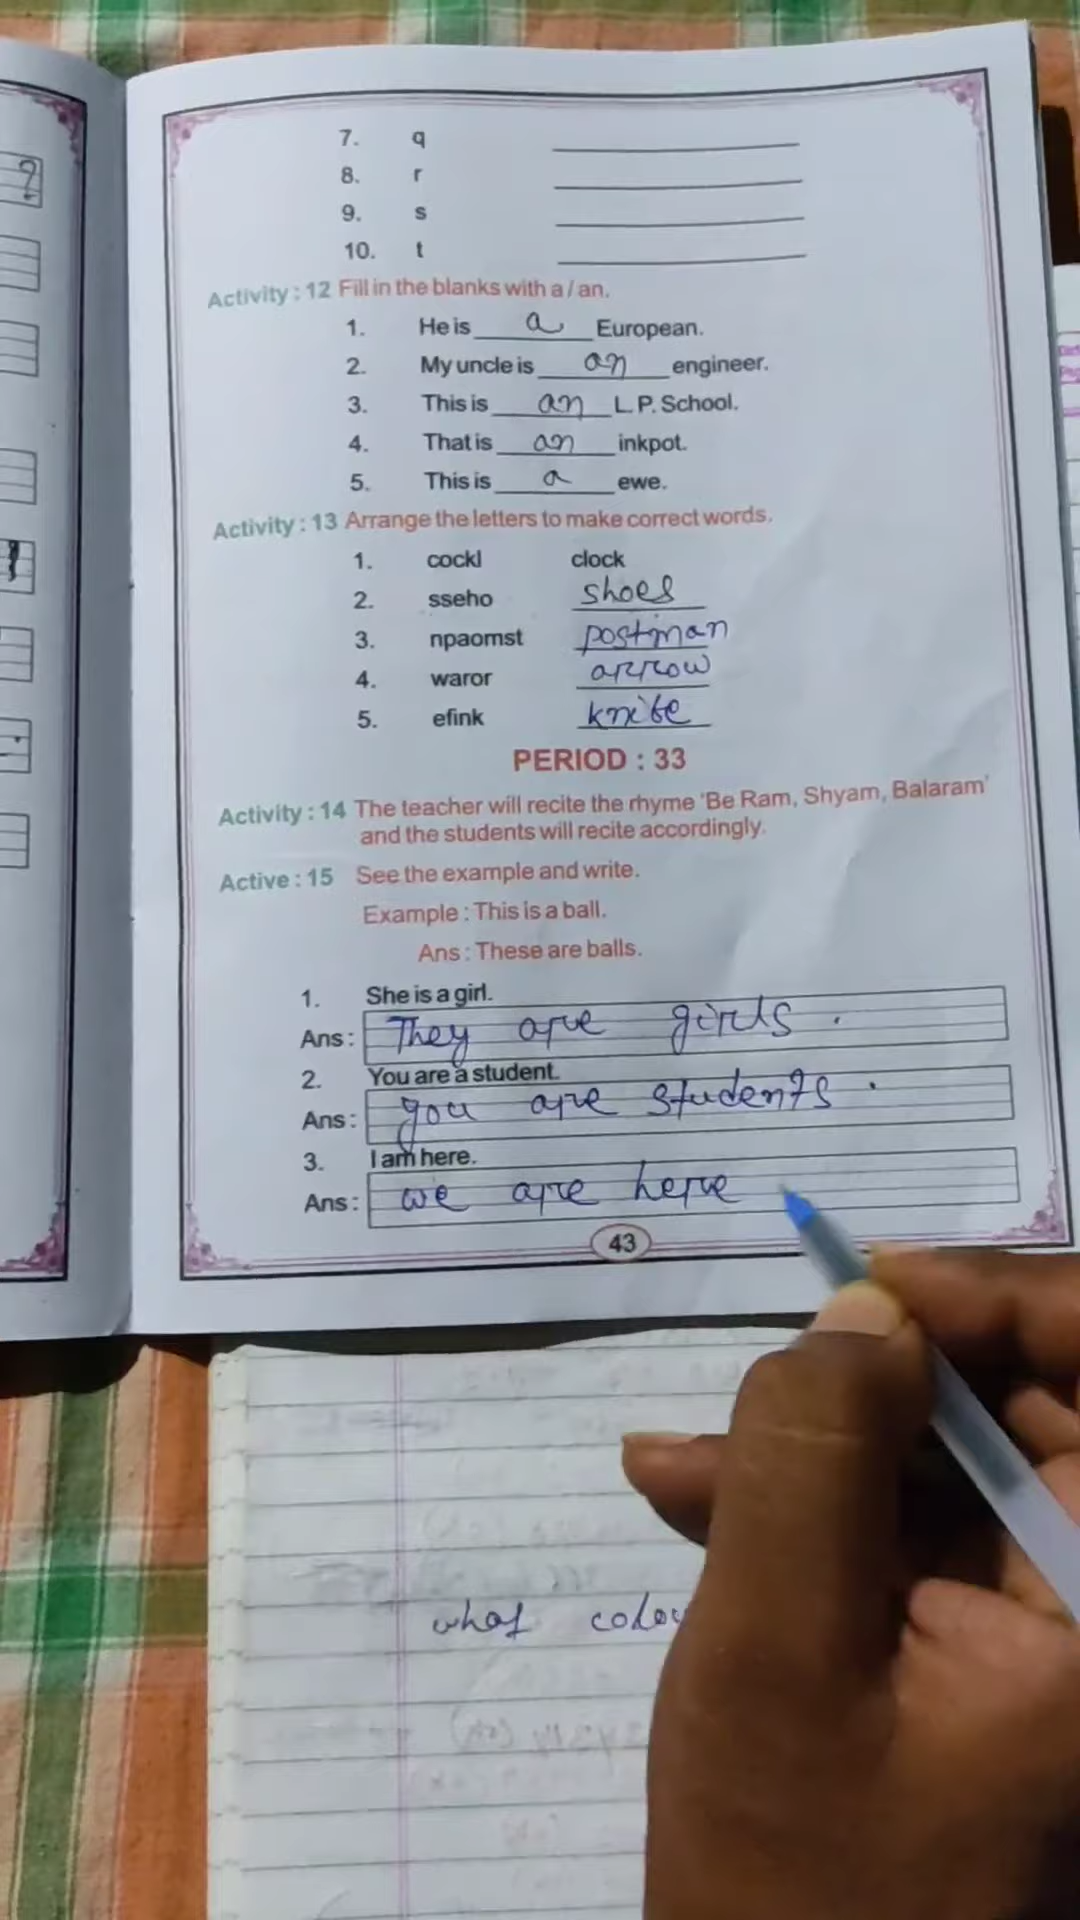 7. q
8. r
9. s
10. t
Activity : 12 Fill in the blanks with a / an.
1. He is a European.
2. My uncle is an engineer.
3. This is an L.P. School.
4. That is an inkpot.
5. This is a ewe.
Activity : 13 Arrange the letters to make correct words.
1. cockl clock
2. sseho shoes
3. npaomst postman
4. waror arrow
5. efink knife
PERIOD : 33
Activity : 14 The teacher will recite the rhyme 'Be Ram, Shyam, Balaram'
and the students will recite accordingly.
Active : 15 See the example and write.
Example : This is a ball.
Ans : These are balls.
1. She is a girl.
Ans : They are girls .
2. You are a student.
Ans : you are students .
3. I am here.
Ans : we are here
43
what